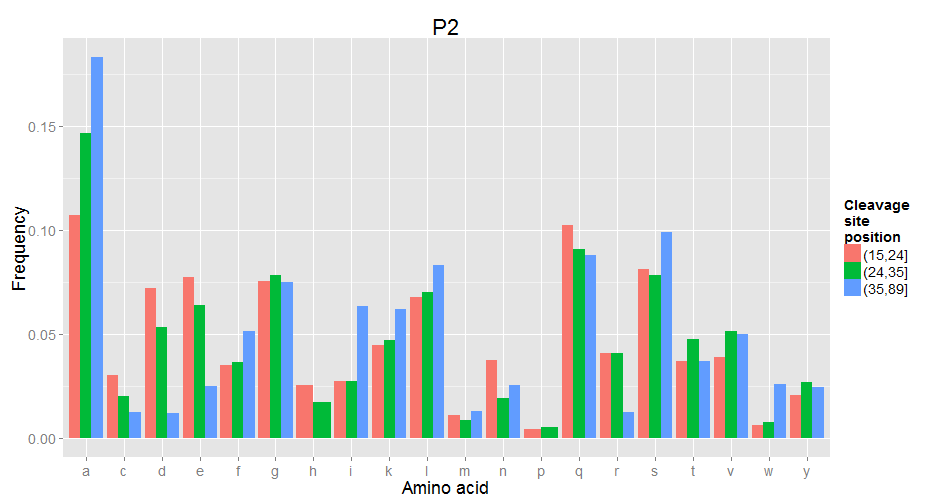 P2
Frequency
0.15
0.10
0.05
0.00
a c d e f g h i k l m n p q r s t v w y
Amino acid
Cleavage
site
position
(15,24]
(24,35]
(35,89]